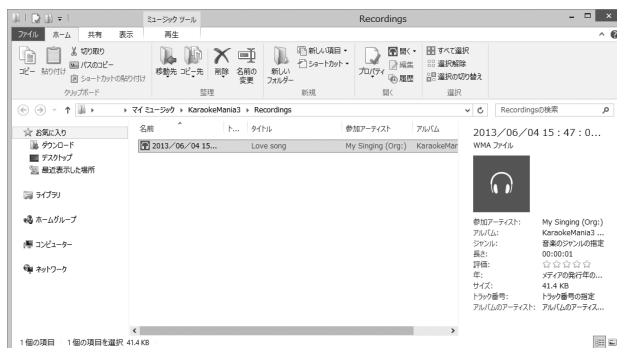 ミュージック ツール
Recordings
ファイル ホーム 共有 表示 再生
コピー
貼り付け
切り取り
パスのコピー
ショートカットの貼り付け
クリップボード
移動先
コピー先
削除
名前の
変更
整理
新しい
フォルダー
新しい項目
ショートカット
新規
プロパティ
開く
編集
履歴
開く
すべて選択
選択解除
選択の切り替え
選択
マイ ミュージック KaraokeMania3 Recordings
Recordingsの検索
お気に入り
ダウンロード
デスクトップ
最近表示した場所
ライブラリ
ホームグループ
コンピューター
ネットワーク
名前 ト... タイトル 参加アーティスト アルバム
2013/06/04 15... Love song My Singing (Org:) KaraokeMan
2013/06/04 15:47:0...
WMA ファイル
参加アーティスト: My Singing (Org:)
アルバム: KaraokeMania3 ...
ジャンル: 音楽のジャンルの指定
長さ: 00:00:01
評価: ☆☆☆☆☆
年: メディアの発行年の...
サイズ: 41.4 KB
トラック番号: トラック番号の指定
アルバムのアーティスト: アルバムのアーティス...
1 個の項目 1 個の項目を選択 41.4 KB